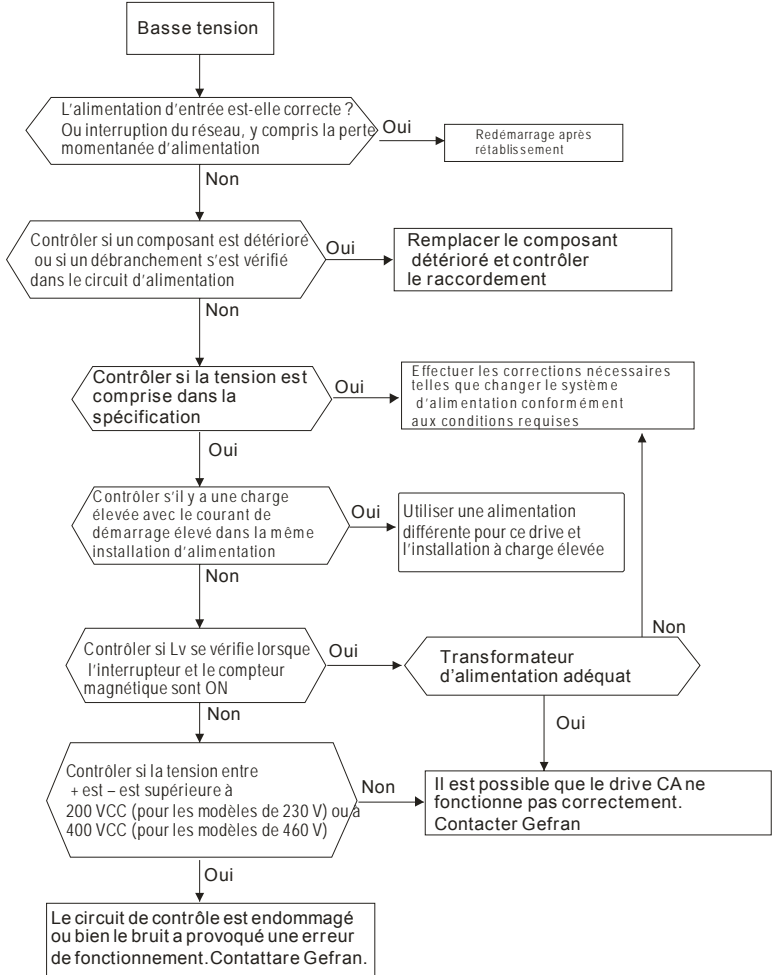 Basse tension
L'alimentation d'entrée est-elle correcte ?
Ou interruption du réseau, y compris la perte
momentanée d'alimentation
Oui
Redémarrage après
rétablissement
Non
Contrôler si un composant est détérioré
ou si un débranchement s'est vérifié
dans le circuit d'alimentation
Oui
Remplacer le composant
détérioré et contrôler
le raccordement
Non
Contrôler si la tension est
comprise dans la
spécification
Oui
Effectuer les corrections nécessaires
telles que changer le système
d'alimentation conformément
aux conditions requises
Oui
Contrôler s'il y a une charge
élevée avec le courant de
démarrage élevé dans la même
installation d'alimentation
Oui
Utiliser une alimentation
différente pour ce drive et
l'installation à charge élevée
Non
Contrôler si Lv se vérifie lorsque
l'interrupteur et le compteur
magnétique sont ON
Oui
Transformateur
d'alimentation adéquat
Non
Non
Oui
Contrôler si la tension entre
+ est – est supérieure à
200 VCC (pour les modèles de 230 V) ou à
400 VCC (pour les modèles de 460 V)
Non
Il est possible que le drive CA ne
fonctionne pas correctement.
Contacter Gefran
Oui
Le circuit de contrôle est endommagé
ou bien le bruit a provoqué une erreur
de fonctionnement. Contattare Gefran.